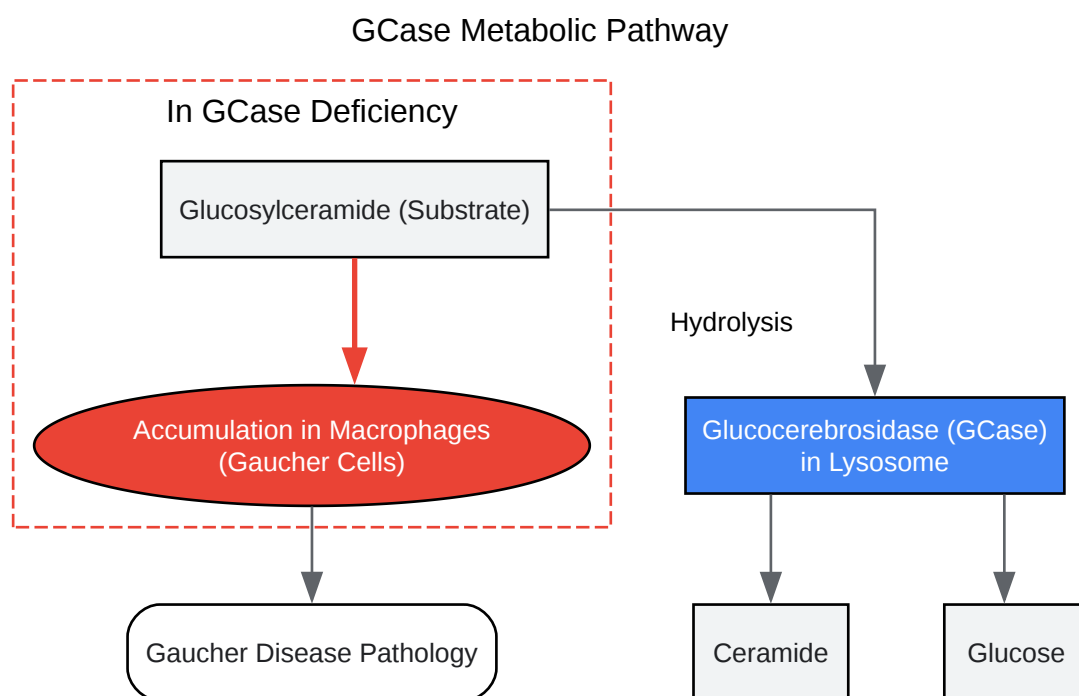 GCase Metabolic Pathway
In GCase Deficiency
Glucosylceramide (Substrate)
Hydrolysis
Accumulation in Macrophages
(Gaucher Cells)
Glucocerebrosidase (GCase)
in Lysosome
Gaucher Disease Pathology
Ceramide
Glucose